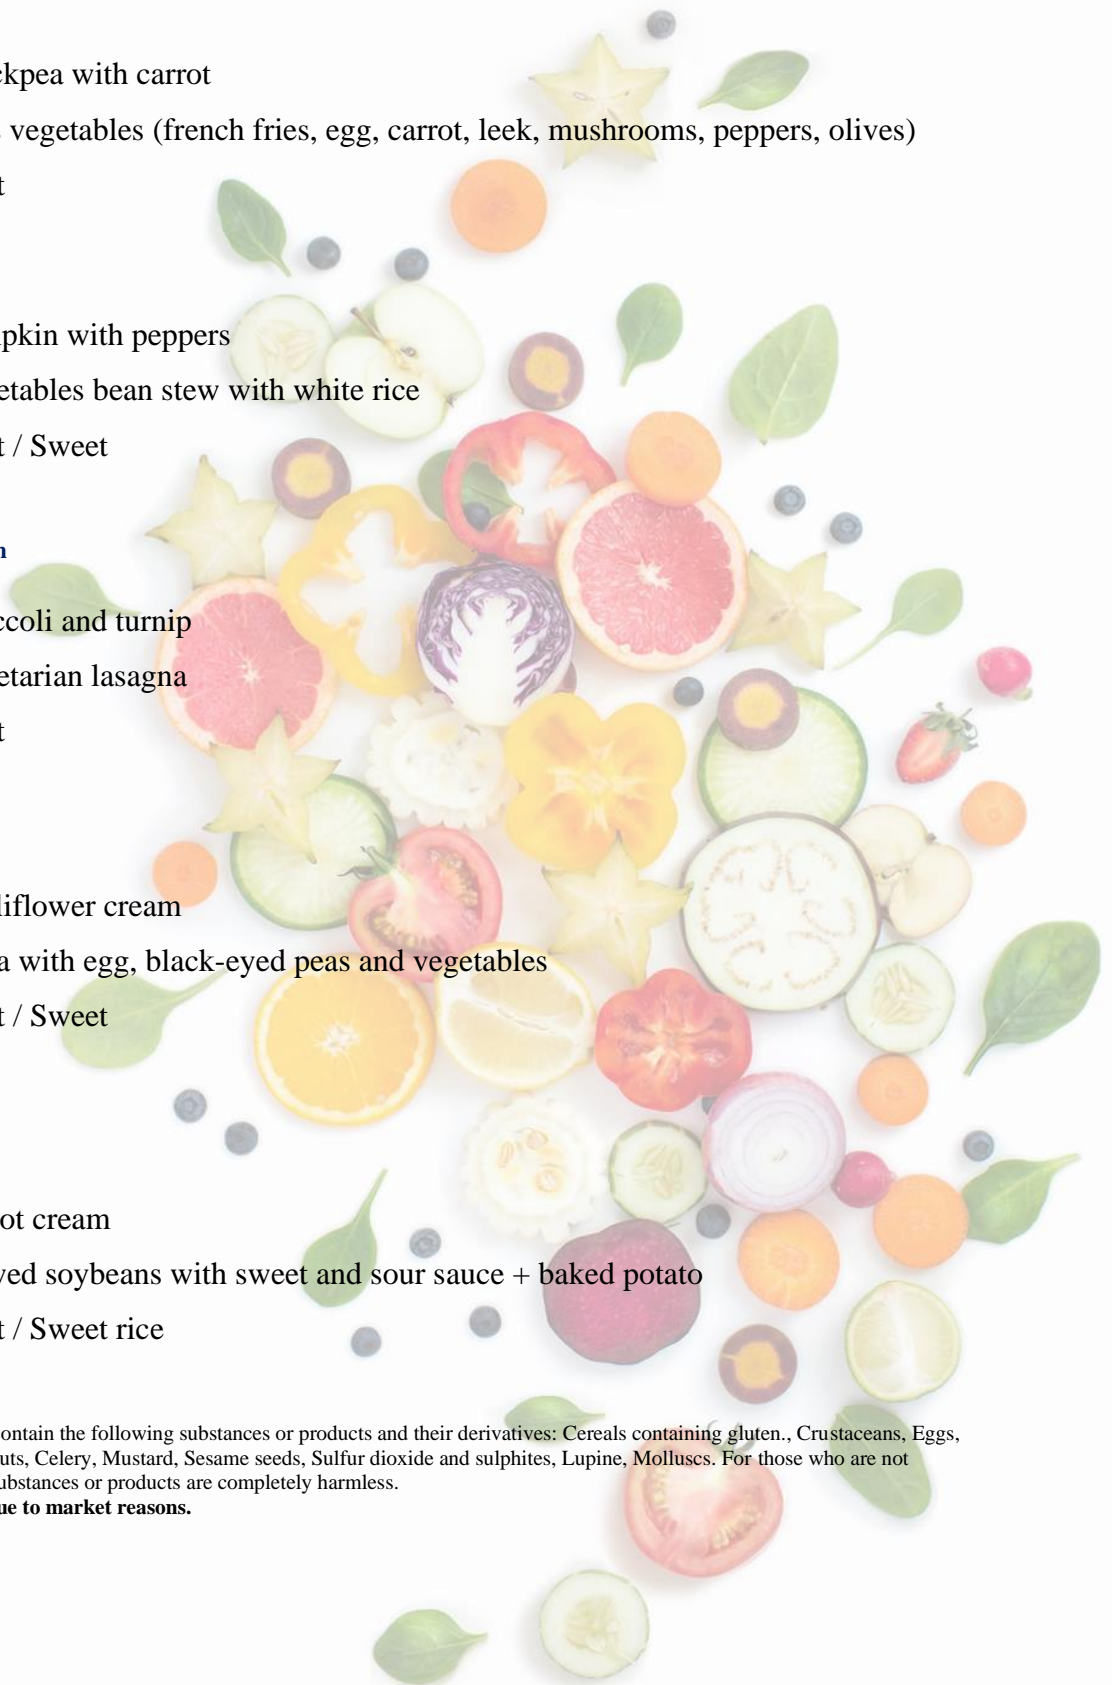 ckpea with carrot
vegetables (french fries, egg, carrot, leek, mushrooms, peppers, olives)
t
pkin with peppers
etables bean stew with white rice
t / Sweet
n
ccoli and turnip
etarian lasagna
t
liflower cream
a with egg, black-eyed peas and vegetables
t / Sweet
ot cream
ved soybeans with sweet and sour sauce + baked potato
t / Sweet rice
ontain the following substances or products and their derivatives: Cereals containing gluten., Crustaceans, Eggs,
uts, Celery, Mustard, Sesame seeds, Sulfur dioxide and sulphites, Lupine, Molluscs. For those who are not
ubstances or products are completely harmless.
ue to market reasons.